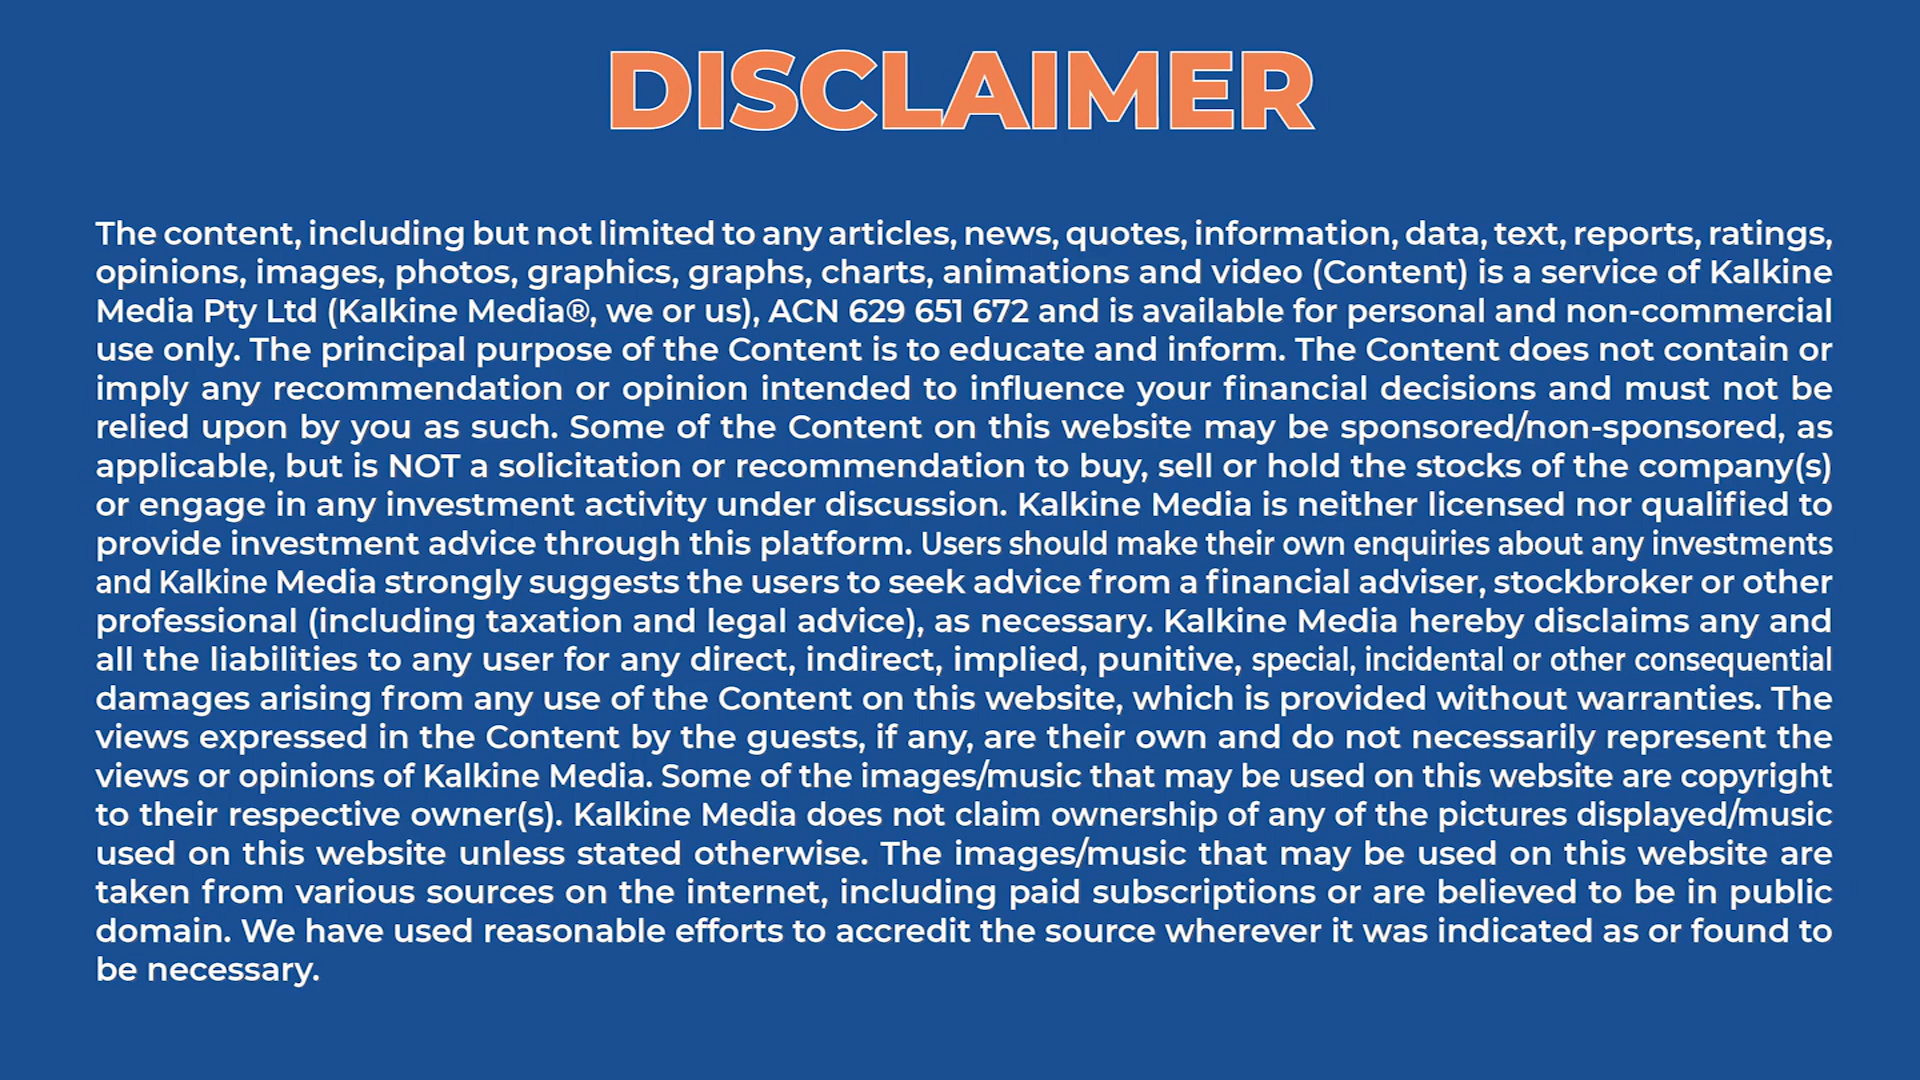 DISCLAIMER
The content, including but not limited to any articles, news, quotes, information, data, text, reports, ratings,
opinions, images, photos, graphics, graphs, charts, animations and video (Content) is a service of Kalkine
Media Pty Ltd (Kalkine Media®, we or us), ACN 629 651 672 and is available for personal and non-commercial
use only. The principal purpose of the Content is to educate and inform. The Content does not contain or
imply any recommendation or opinion intended to influence your financial decisions and must not be
relied upon by you as such. Some of the Content on this website may be sponsored/non-sponsored, as
applicable, but is NOT a solicitation or recommendation to buy, sell or hold the stocks of the company(s)
or engage in any investment activity under discussion. Kalkine Media is neither licensed nor qualified to
provide investment advice through this platform. Users should make their own enquiries about any investments
and Kalkine Media strongly suggests the users to seek advice from a financial adviser, stockbroker or other
professional (including taxation and legal advice), as necessary. Kalkine Media hereby disclaims any and
all the liabilities to any user for any direct, indirect, implied, punitive, special, incidental or other consequential
damages arising from any use of the Content on this website, which is provided without warranties. The
views expressed in the Content by the guests, if any, are their own and do not necessarily represent the
views or opinions of Kalkine Media. Some of the images/music that may be used on this website are copyright
to their respective owner(s). Kalkine Media does not claim ownership of any of the pictures displayed/music
used on this website unless stated otherwise. The images/music that may be used on this website are
taken from various sources on the internet, including paid subscriptions or are believed to be in public
domain. We have used reasonable efforts to accredit the source wherever it was indicated as or found to
be necessary.